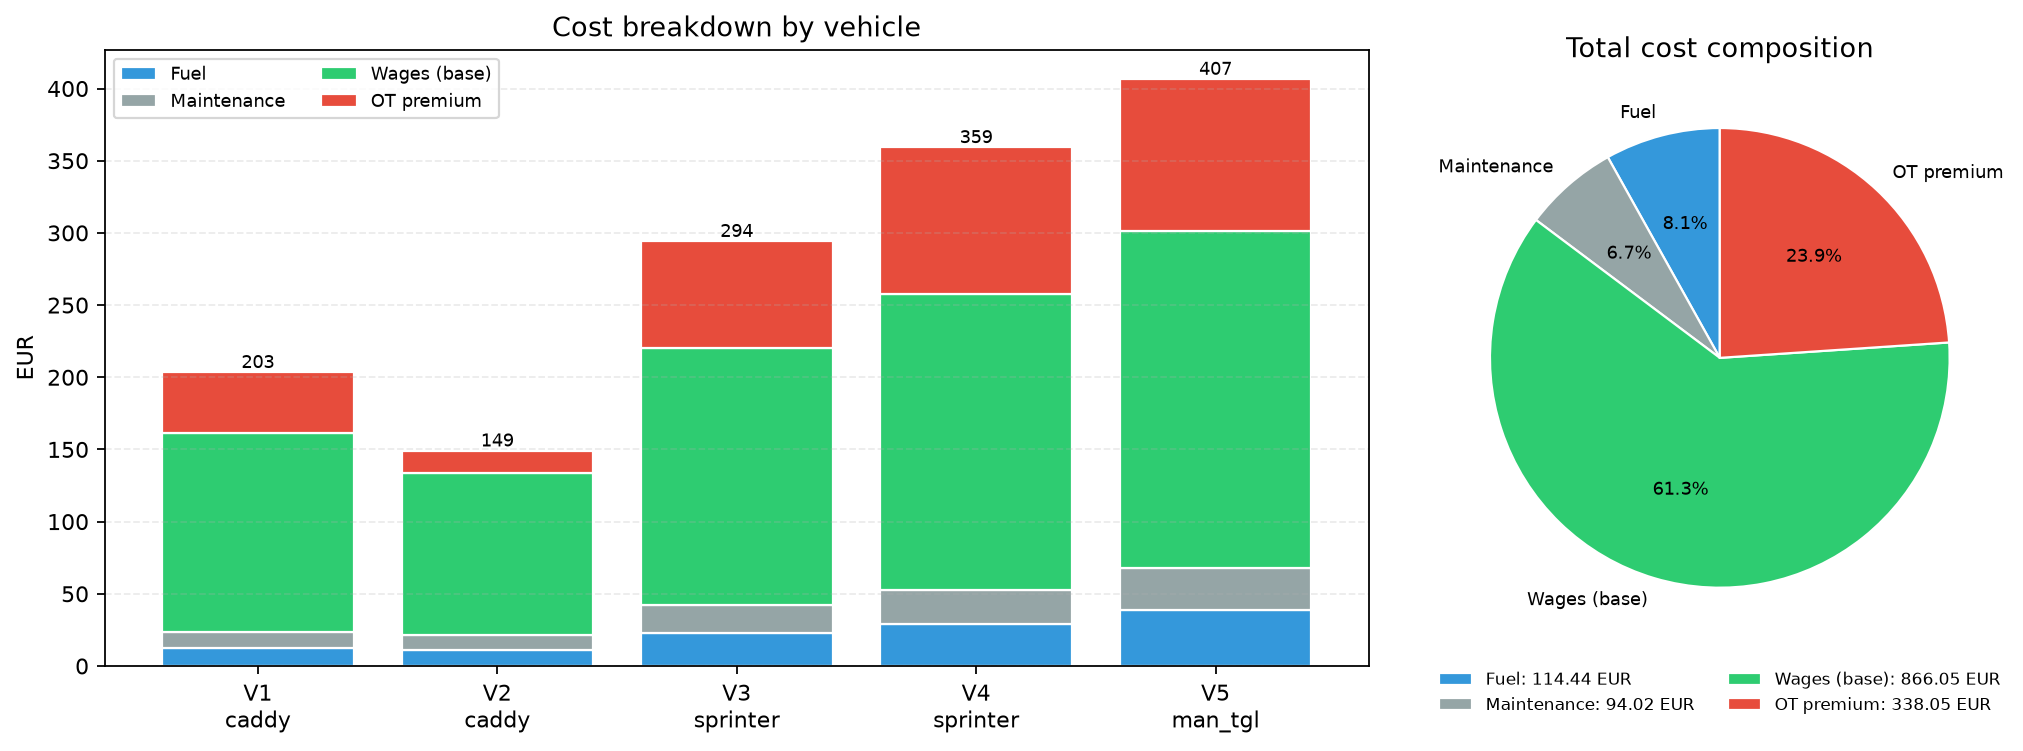 Cost breakdown by vehicle
Fuel
Maintenance
Wages (base)
OT premium
EUR
400
350
300
250
200
150
100
50
0
203
149
294
359
407
V1
caddy
V2
caddy
V3
sprinter
V4
sprinter
V5
man_tgl
Total cost composition
Fuel
Maintenance
OT premium
Wages (base)
8.1%
6.7%
23.9%
61.3%
Fuel: 114.44 EUR
Maintenance: 94.02 EUR
Wages (base): 866.05 EUR
OT premium: 338.05 EUR